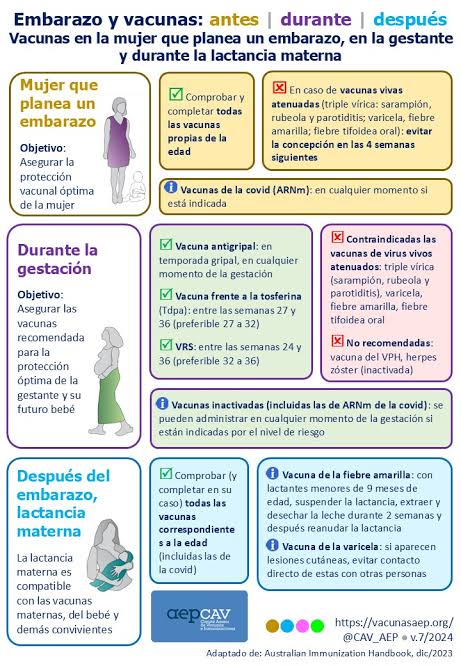 Embarazo y vacunas: antes | durante | después
Vacunas en la mujer que planea un embarazo, en la gestante
y durante la lactancia materna
Mujer que
planea un
embarazo
Objetivo:
Asegurar la
protección
vacunal óptima
de la mujer
Comprobar y
completar todas
las vacunas
propias de la
edad
En caso de vacunas vivas
atenuadas (triple vírica: sarampión,
rubeola y parotiditis; varicela, fiebre
amarilla; fiebre tifoidea oral): evitar
la concepción en las 4 semanas
siguientes
Vacunas de la covid (ARNm): en cualquier momento si
está indicada
Durante la
gestación
Objetivo:
Asegurar las
vacunas
recomendada
para la
protección
óptima de la
gestante y su
futuro bebé
Vacuna antigripal: en
temporada gripal, en cualquier
momento de la gestación
Vacuna frente a la tosferina
(Tdpa): entre las semanas 27 y
36 (preferible 27 a 32)
VRS: entre las semanas 24 y
36 (preferible 32 a 36)
Contraindicadas las
vacunas de virus vivos
atenuados: triple vírica
(sarampión, rubeola y
parotiditis), varicela,
fiebre amarilla, fiebre
tifoidea oral
No recomendadas:
vacuna del VPH, herpes
zóster (inactivada)
Vacunas inactivadas (incluidas las de ARNm de la covid): se
pueden administrar en cualquier momento de la gestación si
están indicadas por el nivel de riesgo
Después del
embarazo,
lactancia
materna
La lactancia
materna es
compatible
con las vacunas
maternas, del bebé y
demás convivientes
Comprobar (y
completar en su
caso) todas las
vacunas
correspondiente
s a la edad
(incluidas las de
la covid)
Vacuna de la fiebre amarilla: con
lactantes menores de 9 meses de
edad, suspender la lactancia, extraer y
desechar la leche durante 2 semanas y
después reanudar la lactancia
Vacuna de la varicela: si aparecen
lesiones cutáneas, evitar contacto
directo de estas con otras personas
aepCAV
Comité Asesor
de Vacunas
e Inmunizaciones
https://vacunasaep.org/
@CAV_AEP • v.7/2024
Adaptado de: Australian Immunization Handbook, dic/2023